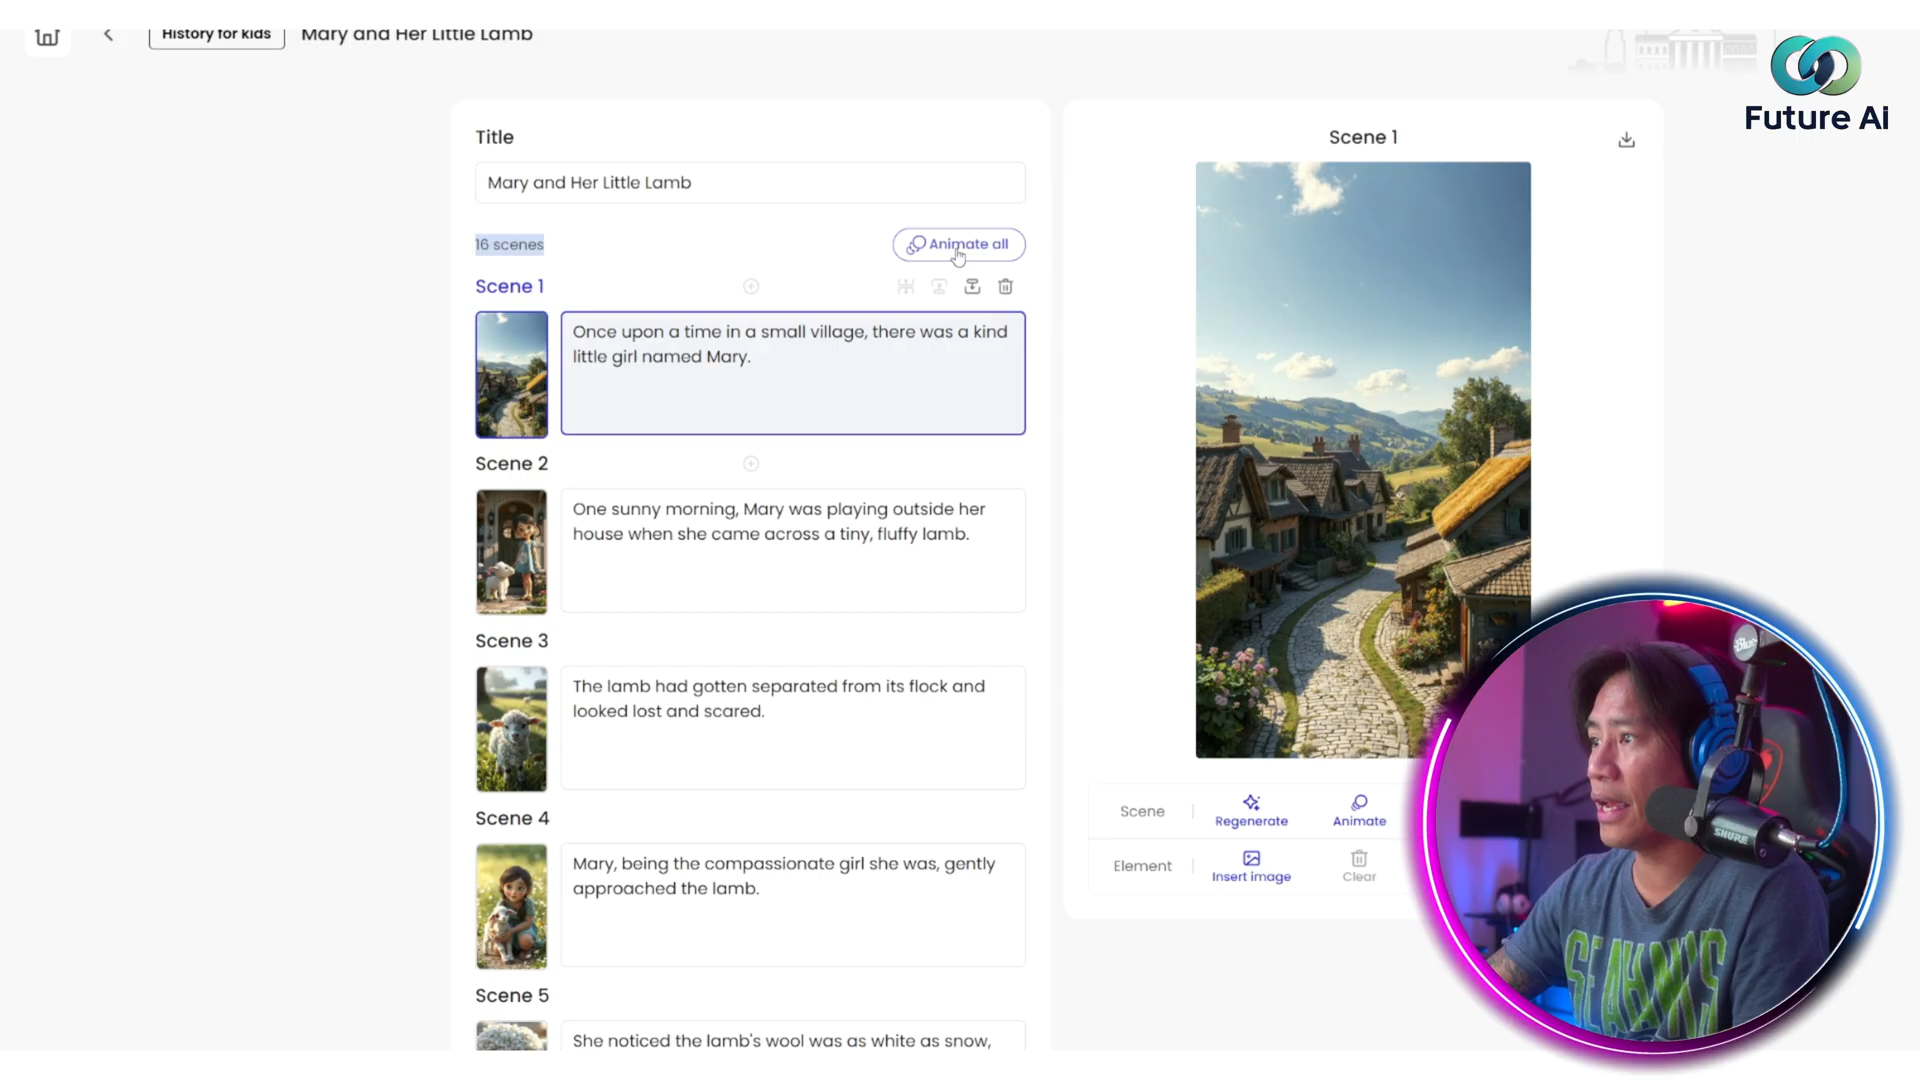 History for kids
Mary and Her Little Lamb
Future Ai
Title
Mary and Her Little Lamb
16 scenes
Animate all
Scene 1
Once upon a time in a small village, there was a kind
little girl named Mary.
Scene 2
One sunny morning, Mary was playing outside her
house when she came across a tiny, fluffy lamb.
Scene 3
The lamb had gotten separated from its flock and
looked lost and scared.
Scene 4
Mary, being the compassionate girl she was, gently
approached the lamb.
Scene 5
She noticed the lamb's wool was as white as snow,
Scene 1
Scene
Regenerate
Animate
Element
Insert image
Clear
Blue
SHURE
SEAHAWKS